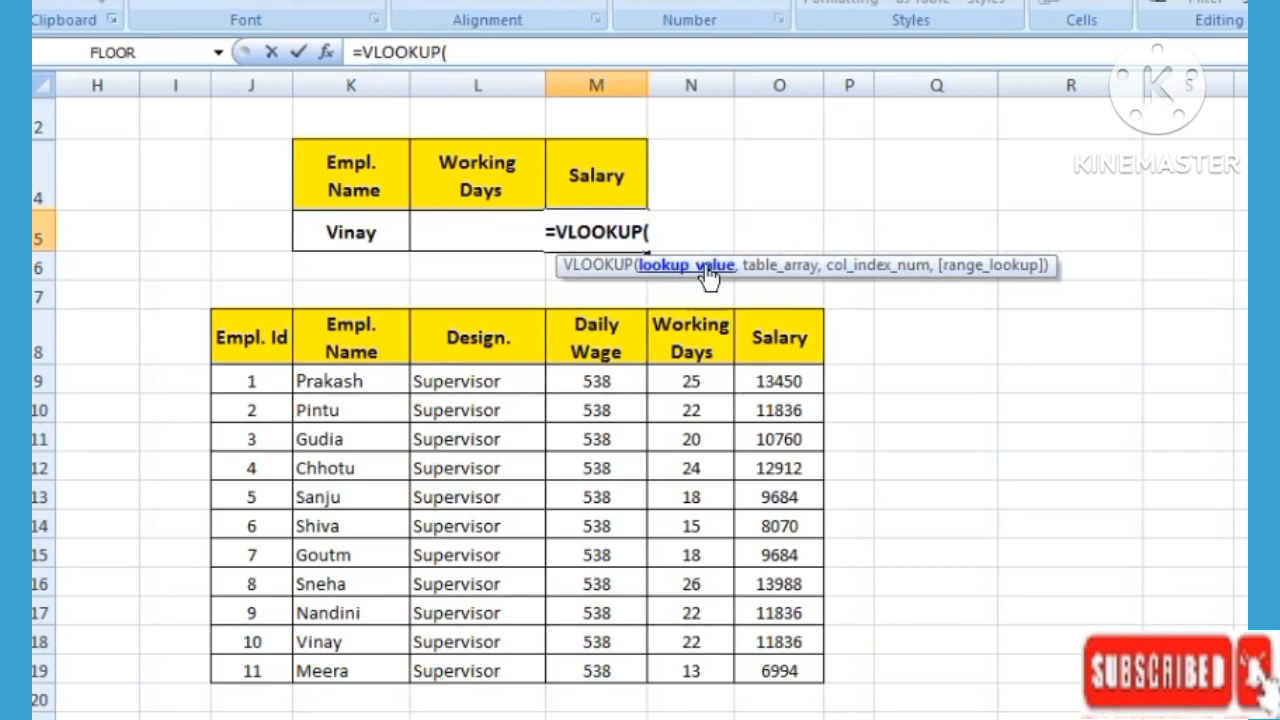 Clipboard Font Alignment Number Styles Cells Editing
FLOOR =VLOOKUP(
H I J K L M N O P Q R
K S
KINEMASTER
2
4 Empl. Name Working Days Salary
5 Vinay =VLOOKUP(
6 VLOOKUP(lookup_value, table_array, col_index_num, [range_lookup])
7
8 Empl. Id Empl. Name Design. Daily Wage Working Days Salary
9 1 Prakash Supervisor 538 25 13450
10 2 Pintu Supervisor 538 22 11836
11 3 Gudia Supervisor 538 20 10760
12 4 Chhotu Supervisor 538 24 12912
13 5 Sanju Supervisor 538 18 9684
14 6 Shiva Supervisor 538 15 8070
15 7 Goutm Supervisor 538 18 9684
16 8 Sneha Supervisor 538 26 13988
17 9 Nandini Supervisor 538 22 11836
18 10 Vinay Supervisor 538 22 11836
19 11 Meera Supervisor 538 13 6994
20
SUBSCRIBED